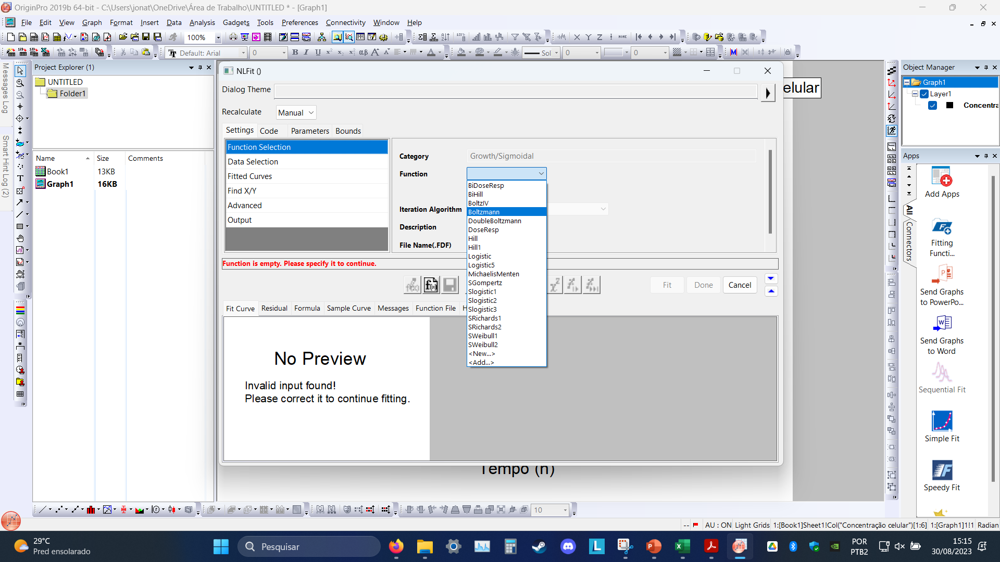 OriginPro 2019b 64-bit - C:\Users\jonat\OneDrive\Área de Trabalho\UNTITLED * - [Graph1]
File Edit View Graph Format Insert Data Analysis Gadgets Tools Preferences Connectivity Window Help
100%
Default: Arial 0 B I U Sol 0 0
Messages Log
Smart Hint Log (2)
Project Explorer (1)
UNTITLED
Folder1
Name Size Comments
Book1 13KB
Graph1 16KB
NLFit ()
Dialog Theme
Recalculate Manual
Settings Code Parameters Bounds
Function Selection
Data Selection
Fitted Curves
Find X/Y
Advanced
Output
Category Growth/Sigmoidal
Function
Iteration Algorithm
Description
File Name(.FDF)
BiDoseResp
BiHill
BoltzIV
Boltzmann
DoubleBoltzmann
DoseResp
Hill
Hill1
Logistic
Logistic5
MichaelisMenten
SGompertz
Slogistic1
Slogistic2
Slogistic3
SRichards1
SRichards2
SWeibull1
SWeibull2
<New...>
<Add...>
Function is empty. Please specify it to continue.
Fit Done Cancel
Fit Curve Residual Formula Sample Curve Messages Function File H
No Preview
Invalid input found!
Please correct it to continue fitting.
elular
Tempo (h)
Object Manager
Graph1
Layer1
Concentra
Apps
All
Connectors
Add Apps
Fitting
Functi...
Send Graphs
to PowerPo...
Send Graphs
to Word
Sequential Fit
Simple Fit
Speedy Fit
10
-- AU : ON Light Grids 1:[Book1]Sheet1!Col("Concentração celular")[1:6] 1:[Graph1]1!1 Radian
29°C
Pred ensolarado
Pesquisar
POR
PTB2
15:15
30/08/2023